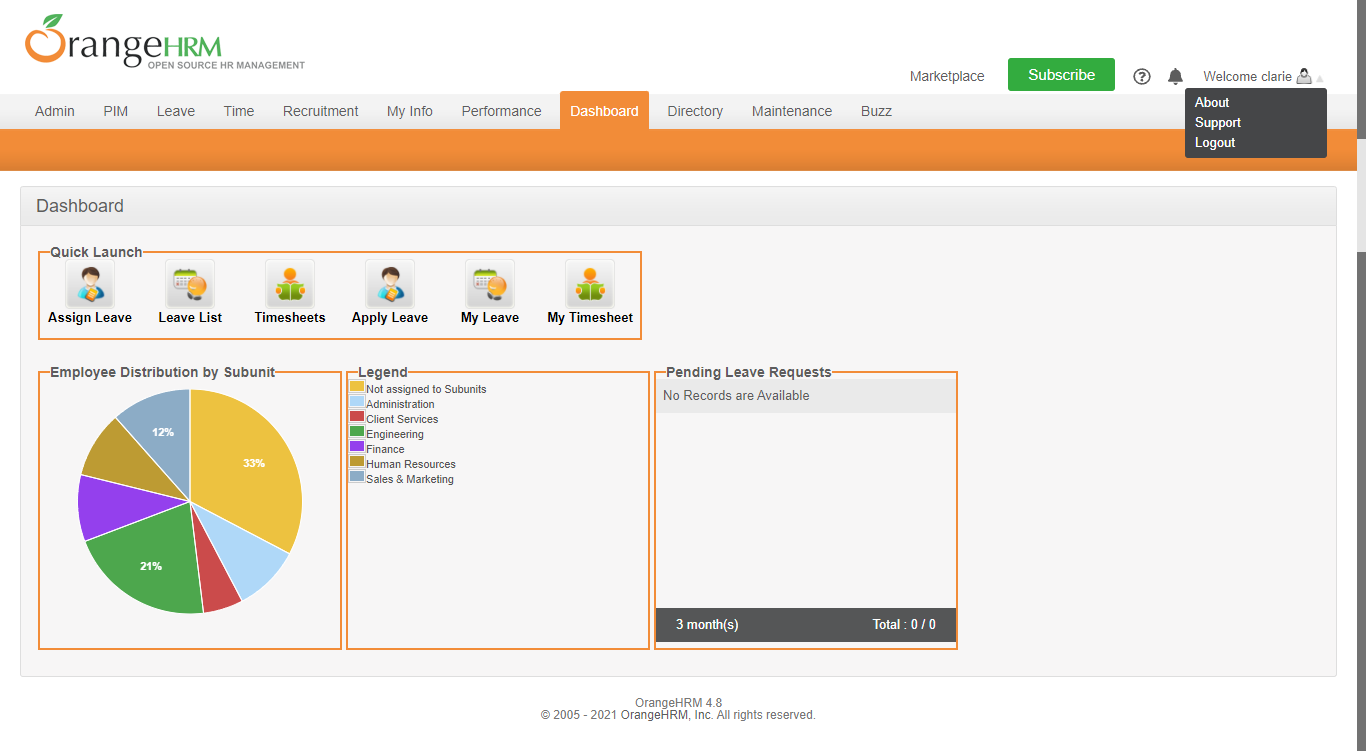 OrangeHRM
OPEN SOURCE HR MANAGEMENT
Marketplace Subscribe ? Welcome clarie
About
Support
Logout
Admin PIM Leave Time Recruitment My Info Performance Dashboard Directory Maintenance Buzz
Dashboard
Quick Launch
Assign Leave Leave List Timesheets Apply Leave My Leave My Timesheet
Employee Distribution by Subunit
12%
33%
21%
Legend
Not assigned to Subunits
Administration
Client Services
Engineering
Finance
Human Resources
Sales & Marketing
Pending Leave Requests
No Records are Available
3 month(s) Total : 0 / 0
OrangeHRM 4.8
© 2005 - 2021 OrangeHRM, Inc. All rights reserved.